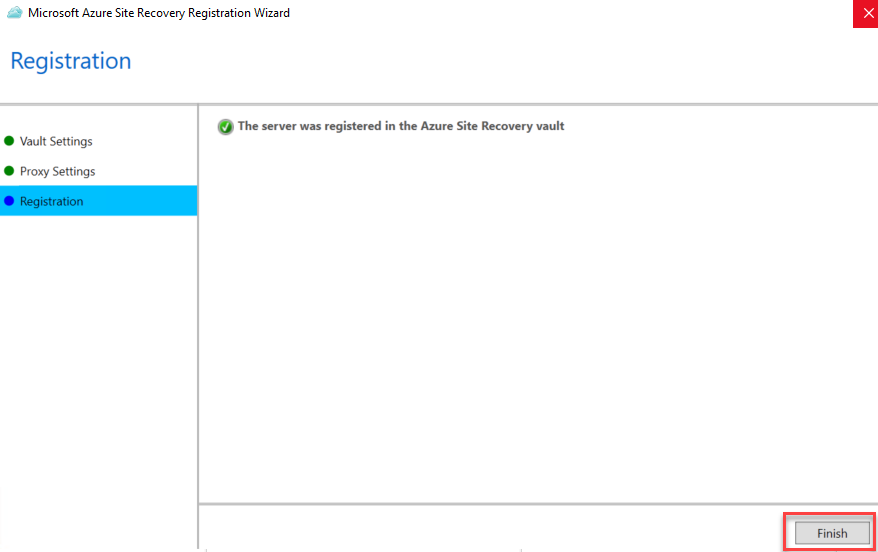 Microsoft Azure Site Recovery Registration Wizard
Registration
Vault Settings
Proxy Settings
Registration
The server was registered in the Azure Site Recovery vault
Finish